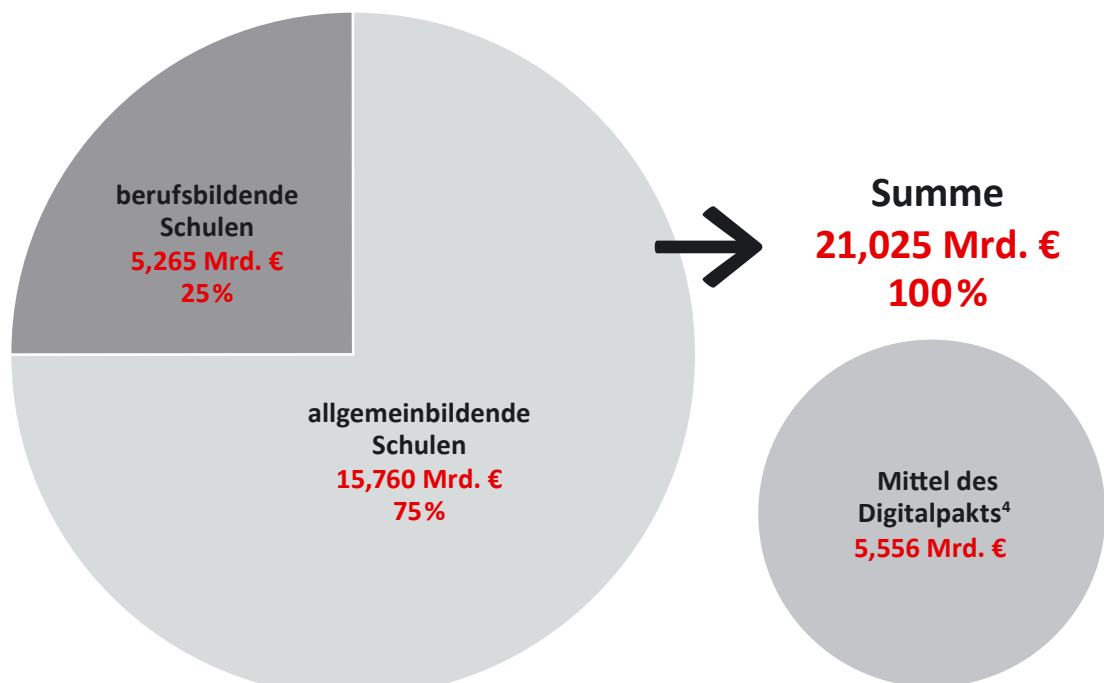 berufsbildende
Schulen
5,265 Mrd. €
25%
allgemeinbildende
Schulen
15,760 Mrd. €
75%
Summe
21,025 Mrd. €
100%
Mittel des
Digitalpakts⁴
5,556 Mrd. €